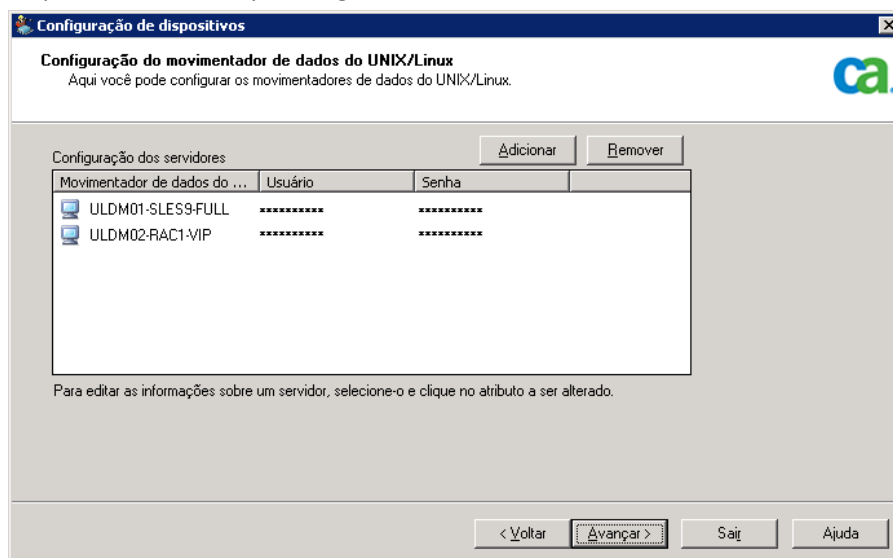 Configuração de dispositivos
Configuração do movimentador de dados do UNIX/Linux
Aqui você pode configurar os movimentadores de dados do UNIX/Linux.
ca
Adicionar Remover
Configuração dos servidores
Movimentador de dados do ... Usuário Senha
ULDM01-SLES9-FULL ********** **********
ULDM02-RAC1-VIP ********** **********
Para editar as informações sobre um servidor, selecione-o e clique no atributo a ser alterado.
< Voltar Avançar > Sair Ajuda